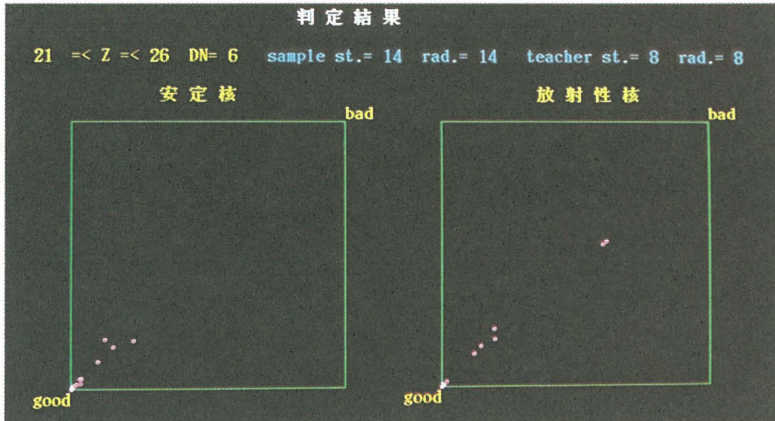 判定結果
21 =< Z =< 26 DN= 6 sample st.= 14 rad.= 14 teacher st.= 8 rad.= 8
安定核 放射性核
bad bad
good good